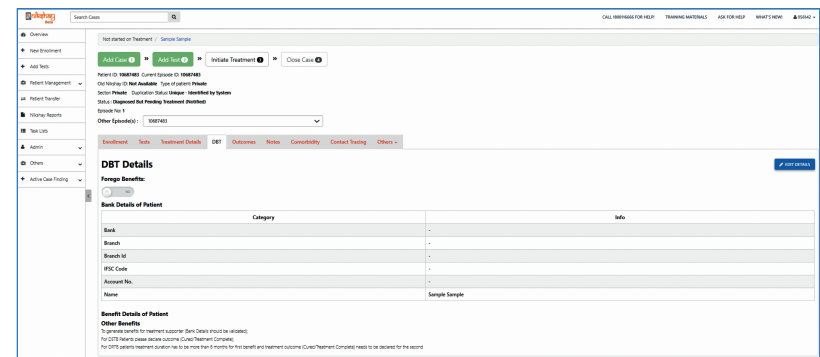 nikshay
Search Cases
CALL 1800116666 FOR HELP! TRAINING MATERIALS ASK FOR HELP WHAT'S NEW!
Overview
New Enrollment
Add Tests
Patient Management
Patient Transfer
Nikshay Reports
Task Lists
Admin
Others
Active Case Finding
Not started on Treatment / Sample Sample
Add Case 1 » Add Test 2 » Initiate Treatment 3 » Close Case 4
Patient ID: 10687483 Current Episode ID: 10687483
Old Nikshay ID: Not Available Type of patient: Private
Sector: Private Duplication Status: Unique - Identified by System
Status : Diagnosed But Pending Treatment (Notified)
Episode No: 1
Other Episode(s) : 10687483
Enrollment Tests Treatment Details DBT Outcomes Notes Comorbidity Contact Tracing Others
DBT Details
EDIT DETAILS
Forego Benefits:
NO
Bank Details of Patient
Category Info
Bank -
Branch -
Branch Id -
IFSC Code -
Account No. -
Name Sample Sample
Benefit Details of Patient
Other Benefits
To generate benefits for treatment supporter (Bank Details should be validated);
For DSTB Patients please declare outcome (Cured/Treatment Complete);
For DRTB patients treatment duration has to be more than 6 months for first benefit and treatment outcome (Cured/Treatment Complete) needs to be declared for the second